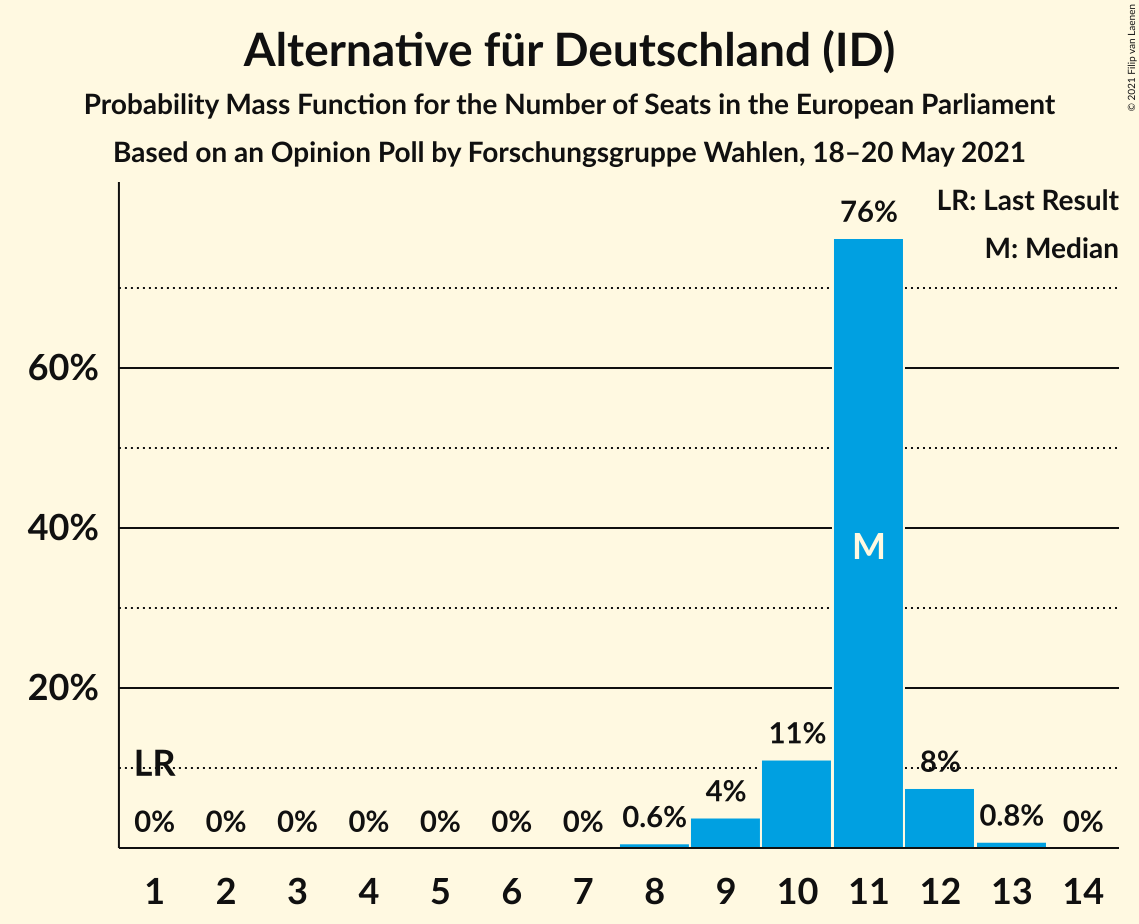 Alternative für Deutschland (ID)
Probability Mass Function for the Number of Seats in the European Parliament
Based on an Opinion Poll by Forschungsgruppe Wahlen, 18–20 May 2021
© 2021 Filip van Laenen
LR: Last Result
M: Median
76%
60%
40%
M
20%
11%
LR
8%
4%
0% 0% 0% 0% 0% 0% 0% 0.6% 0.8% 0%
1 2 3 4 5 6 7 8 9 10 11 12 13 14